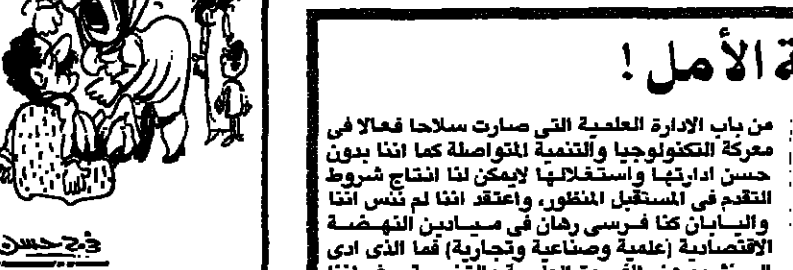 ة الأمل !
من باب الادارة العلمية التى صارت سلاحا فعالا فى
معركة التكنولوجيا والتنمية المتواصلة كما اننا بدون
حسن ادارتها واستغلالها لايمكن لنا انتاج شروط
التقدم فى المستقبل المنظور، واعتقد اننا لم ننس اننا
واليابان كنا فرسى رهان فى ميادين النهضة
الاقتصادية (علمية وصناعية وتجارية) فما الذى ادى
فرج حسن